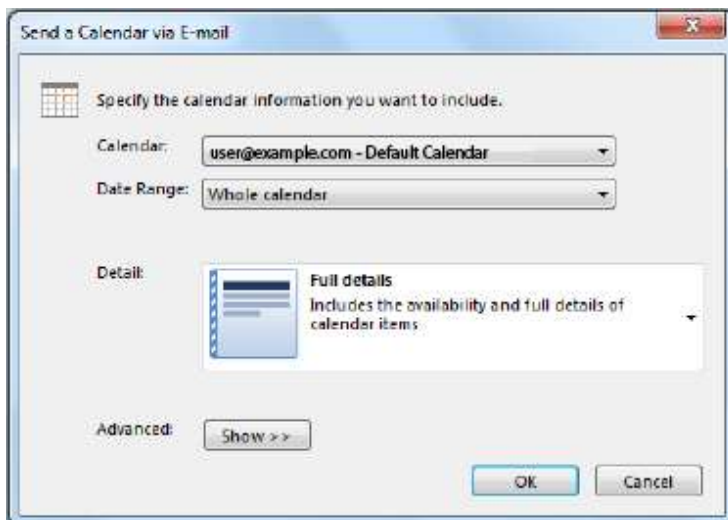 Send a Calendar via E-mail
Specify the calendar information you want to include.
Calendar:
user@example.com - Default Calendar
Date Range:
Whole calendar
Detail:
Full details
Includes the availability and full details of
calendar items
Advanced:
Show >>
OK
Cancel